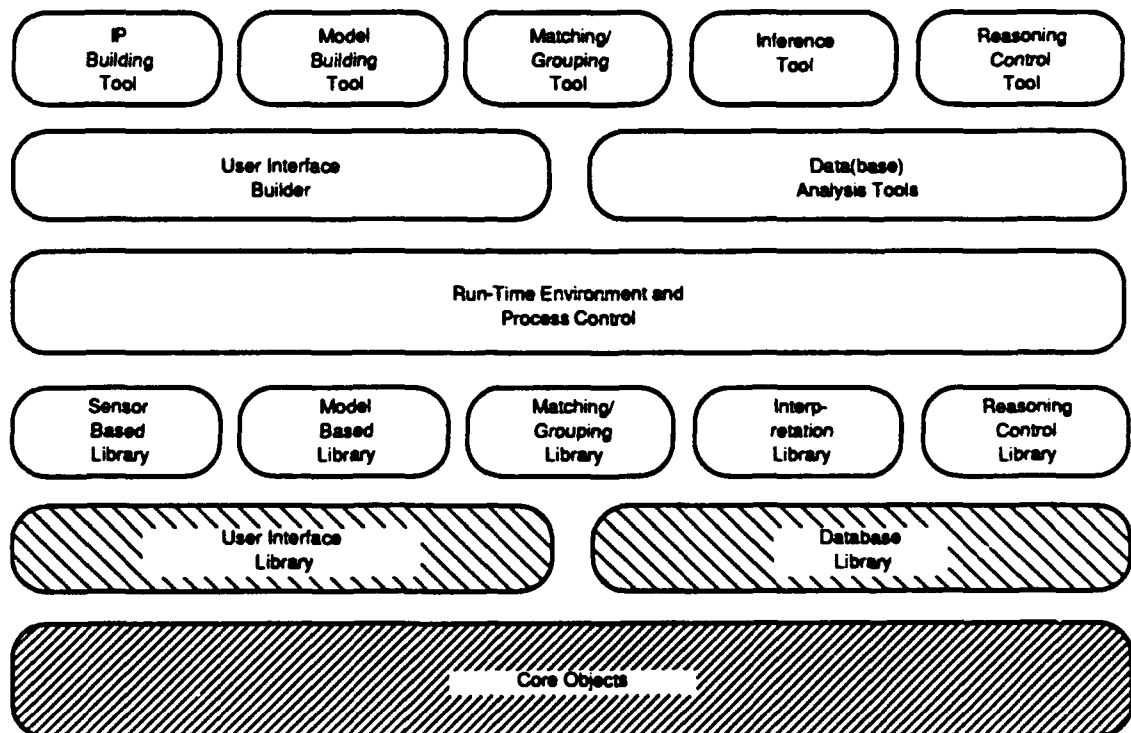 IP
Building
Tool
Model
Building
Tool
Matching/
Grouping
Tool
Inference
Tool
Reasoning
Control
Tool
User Interface
Builder
Data(base)
Analysis Tools
Run-Time Environment and
Process Control
Sensor
Based
Library
Model
Based
Library
Matching/
Grouping
Library
Interp-
retation
Library
Reasoning
Control
Library
User Interface
Library
Database
Library
Core Objects